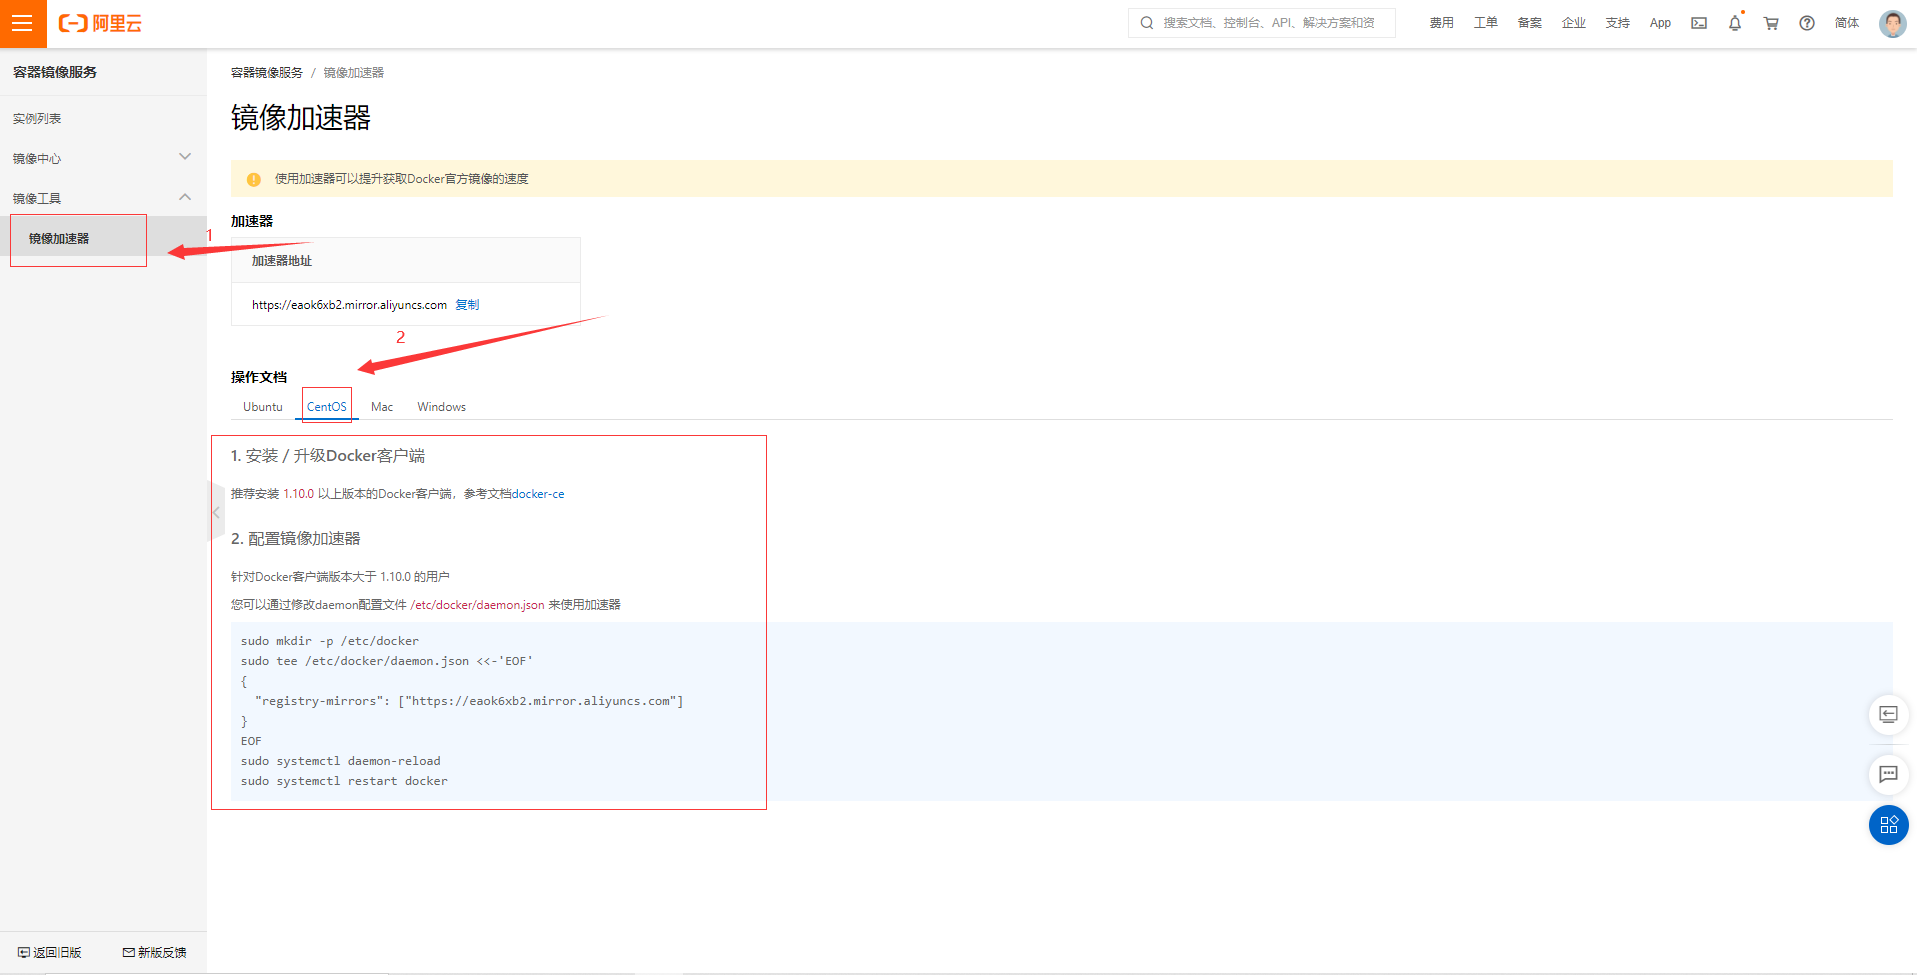 阿里云
搜索文档、控制台、API、解决方案和资
费用 工单 备案 企业 支持 App 简体
容器镜像服务
实例列表
镜像中心
镜像工具
镜像加速器
返回旧版 新版反馈
容器镜像服务 / 镜像加速器
镜像加速器
使用加速器可以提升获取Docker官方镜像的速度
加速器
1
加速器地址
https://eaok6xb2.mirror.aliyuncs.com 复制
2
操作文档
Ubuntu CentOS Mac Windows
1. 安装 / 升级Docker客户端
推荐安装 1.10.0 以上版本的Docker客户端，参考文档docker-ce
2. 配置镜像加速器
针对Docker客户端版本大于 1.10.0 的用户
您可以通过修改daemon配置文件 /etc/docker/daemon.json 来使用加速器
sudo mkdir -p /etc/docker
sudo tee /etc/docker/daemon.json <<-'EOF'
{
  "registry-mirrors": ["https://eaok6xb2.mirror.aliyuncs.com"]
}
EOF
sudo systemctl daemon-reload
sudo systemctl restart docker